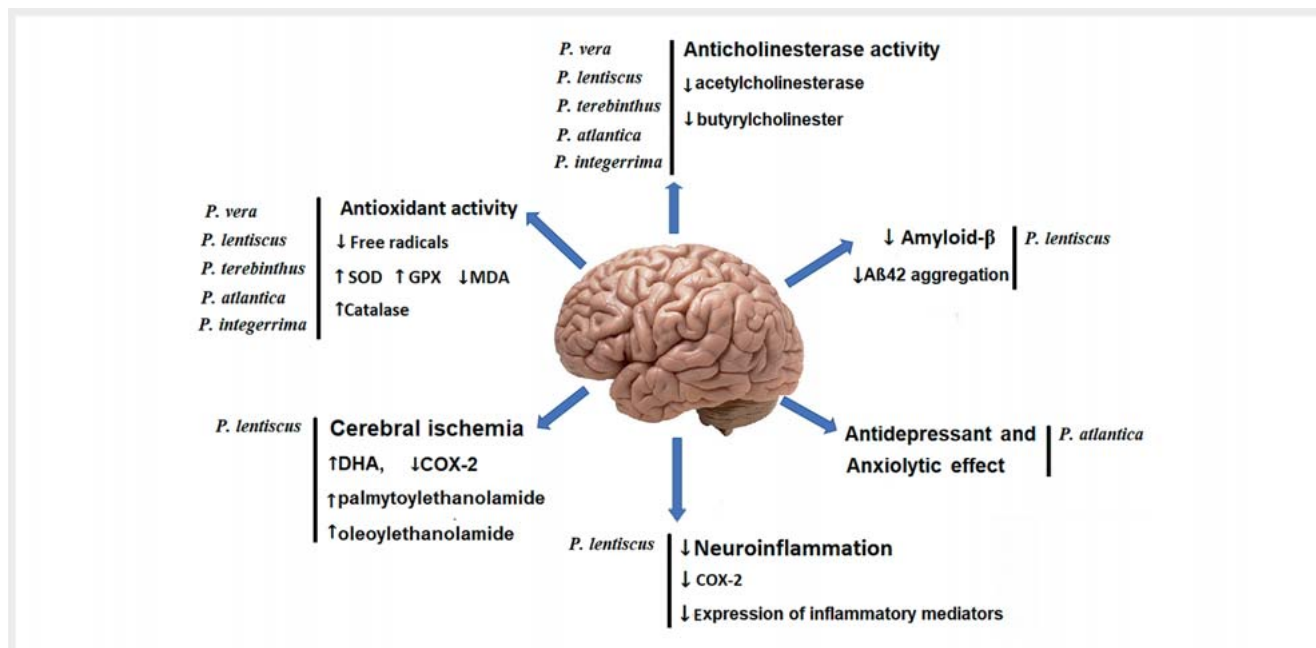 P. vera
P. lentiscus
P. terebinthus
P. atlantica
P. integerrima
Anticholinesterase activity
↓acetylcholinesterase
↓butyrylcholinester
P. vera
P. lentiscus
P. terebinthus
P. atlantica
P. integerrima
Antioxidant activity
↓ Free radicals
↑SOD ↑GPX ↓MDA
↑Catalase
↓ Amyloid-β
↓Aß42 aggregation
P. lentiscus
P. lentiscus
Cerebral ischemia
↑DHA, ↓COX-2
↑palmytoylethanolamide
↑oleoylethanolamide
Antidepressant and
Anxiolytic effect
P. atlantica
P. lentiscus
↓Neuroinflammation
↓ COX-2
↓ Expression of inflammatory mediators